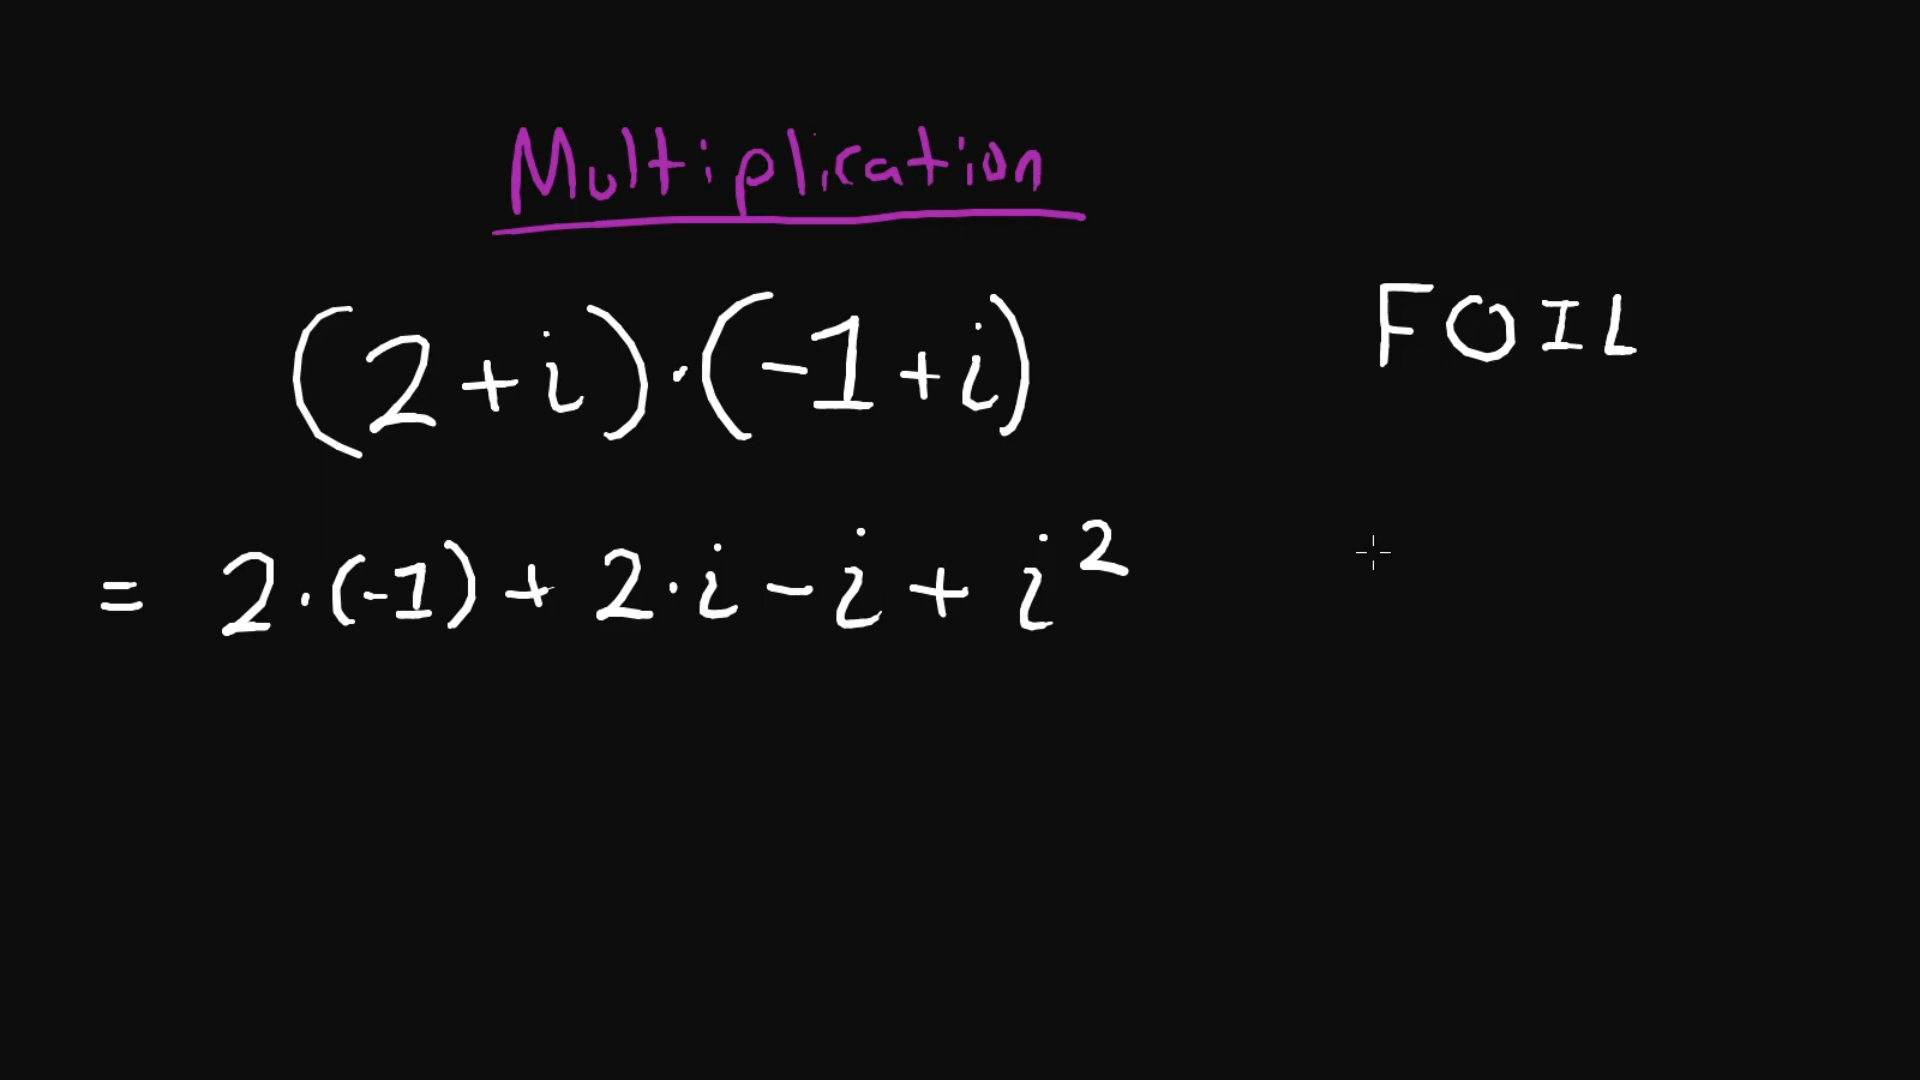 Multiplication
(2+i)·(-1+i)
FOIL
= 2·(-1) + 2·i - i + i²